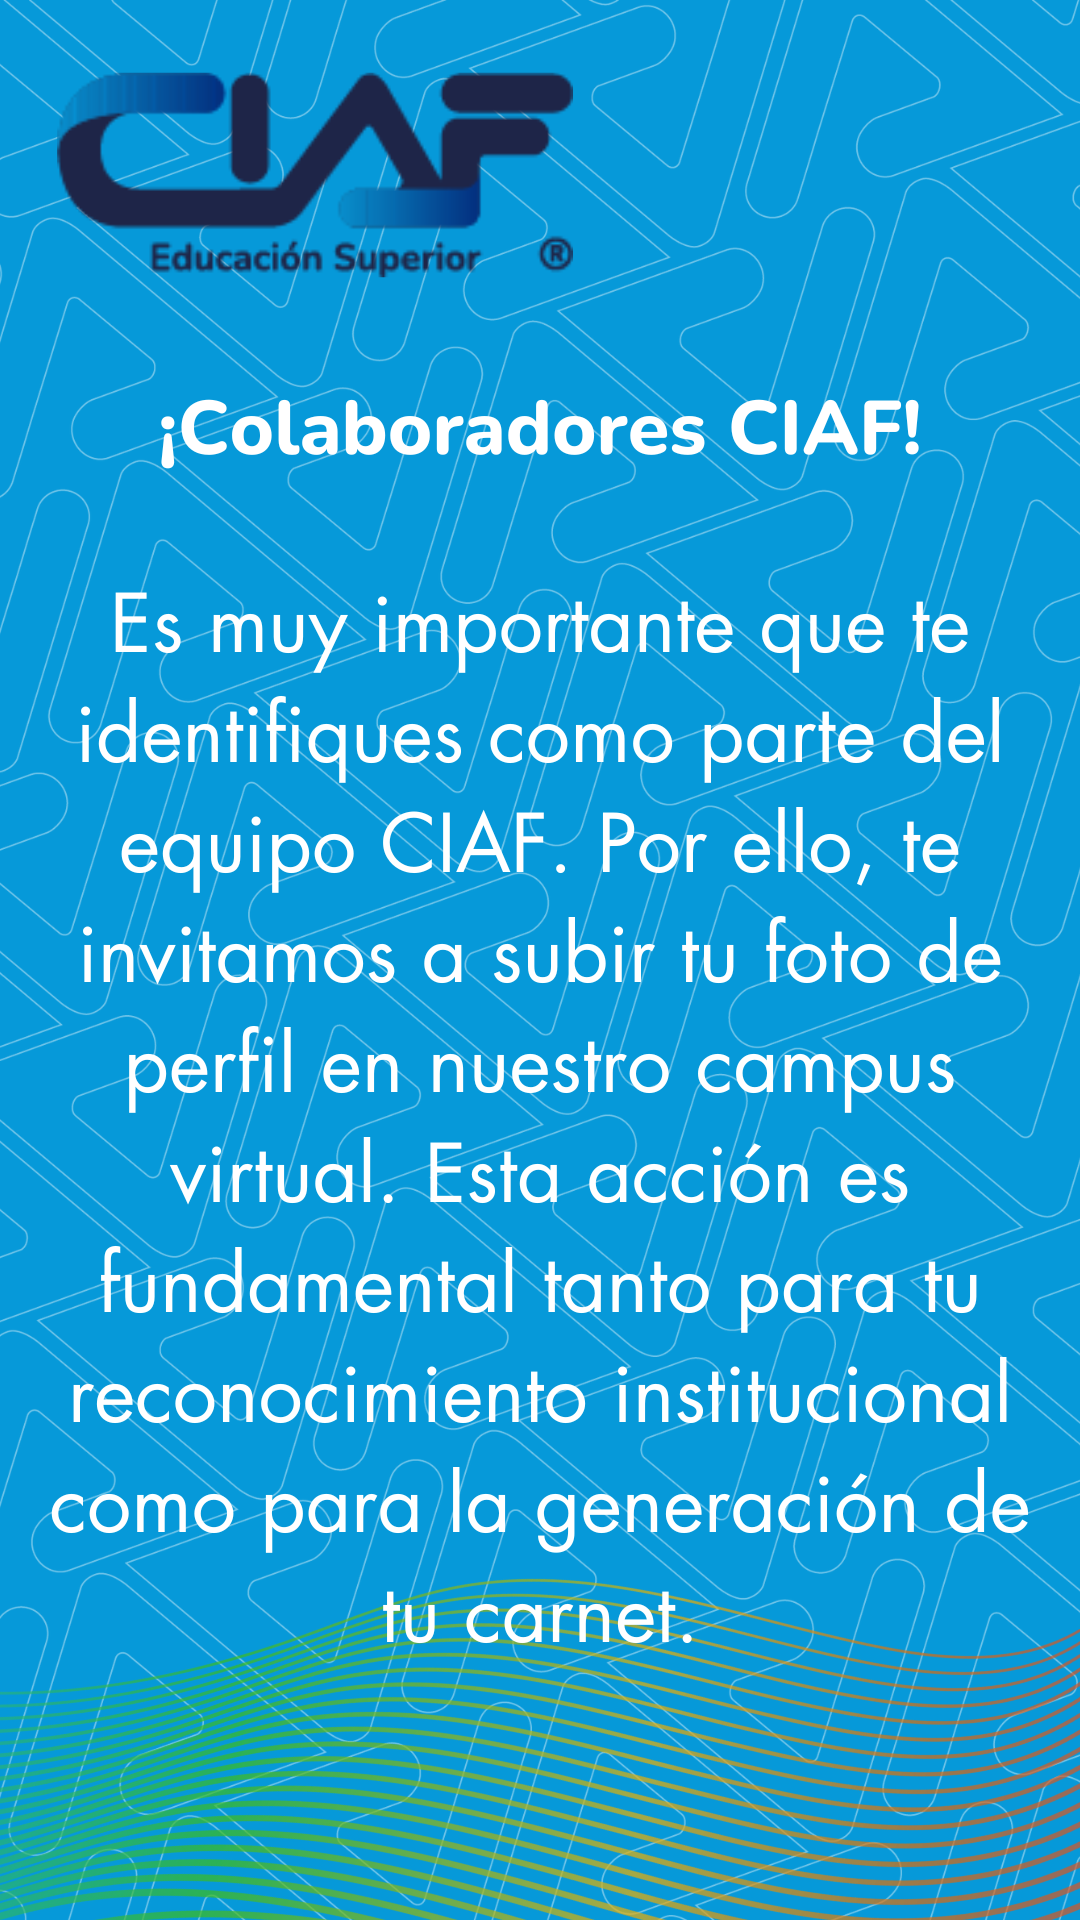 CIAF
Educación Superior ®
¡Colaboradores CIAF!
Es muy importante que te
identifiques como parte del
equipo CIAF. Por ello, te
invitamos a subir tu foto de
perfil en nuestro campus
virtual. Esta acción es
fundamental tanto para tu
reconocimiento institucional
como para la generación de
tu carnet.